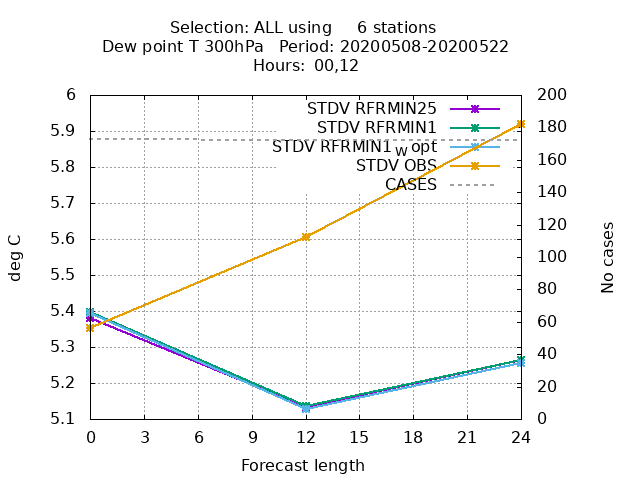 Selection: ALL using     6 stations
Dew point T 300hPa   Period: 20200508-20200522
Hours:  00,12
6
5.9
5.8
5.7
5.6
5.5
5.4
5.3
5.2
5.1
200
180
160
140
120
100
80
60
40
20
0
STDV RFRMIN25
STDV RFRMIN1
STDV RFRMIN1_w opt
STDV OBS
CASES
deg C
No cases
0 3 6 9 12 15 18 21 24
Forecast length